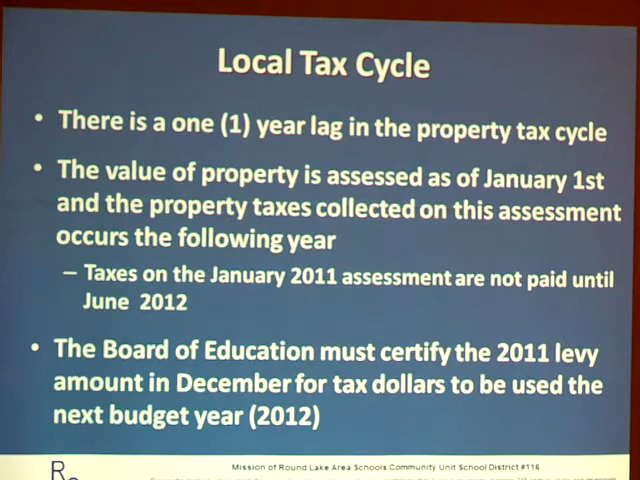 Local Tax Cycle
• There is a one (1) year lag in the property tax cycle
• The value of property is assessed as of January 1st
and the property taxes collected on this assessment
occurs the following year
– Taxes on the January 2011 assessment are not paid until
June 2012
• The Board of Education must certify the 2011 levy
amount in December for tax dollars to be used the
next budget year (2012)
Mission of Round Lake Area Schools Community Unit School District #116
R